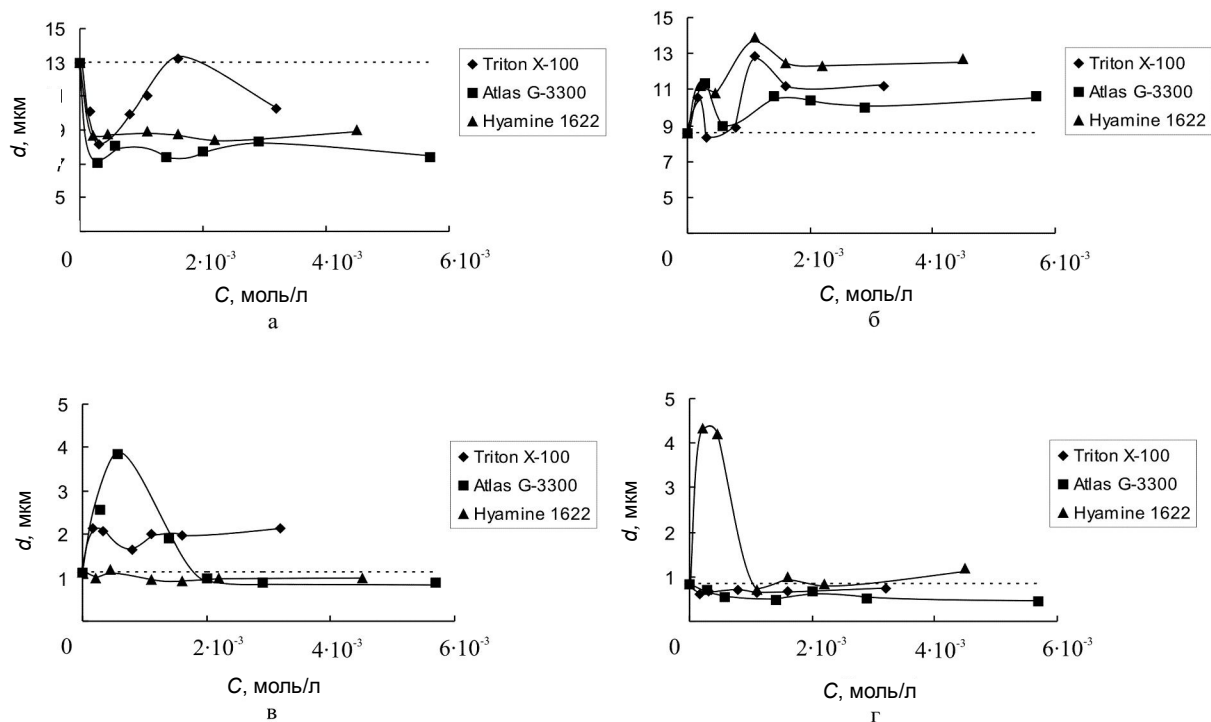 15
13
9
7
5
d, мкм
Triton X-100
Atlas G-3300
Hyamine 1622
0 2·10⁻³ 4·10⁻³ 6·10⁻³
C, моль/л
а
15
13
11
9
7
5
d, мкм
Triton X-100
Atlas G-3300
Hyamine 1622
0 2·10⁻³ 4·10⁻³ 6·10⁻³
C, моль/л
б
5
4
3
2
1
d, мкм
Triton X-100
Atlas G-3300
Hyamine 1622
0 2·10⁻³ 4·10⁻³ 6·10⁻³
C, моль/л
в
5
4
3
2
1
d, мкм
Triton X-100
Atlas G-3300
Hyamine 1622
0 2·10⁻³ 4·10⁻³ 6·10⁻³
C, моль/л
г